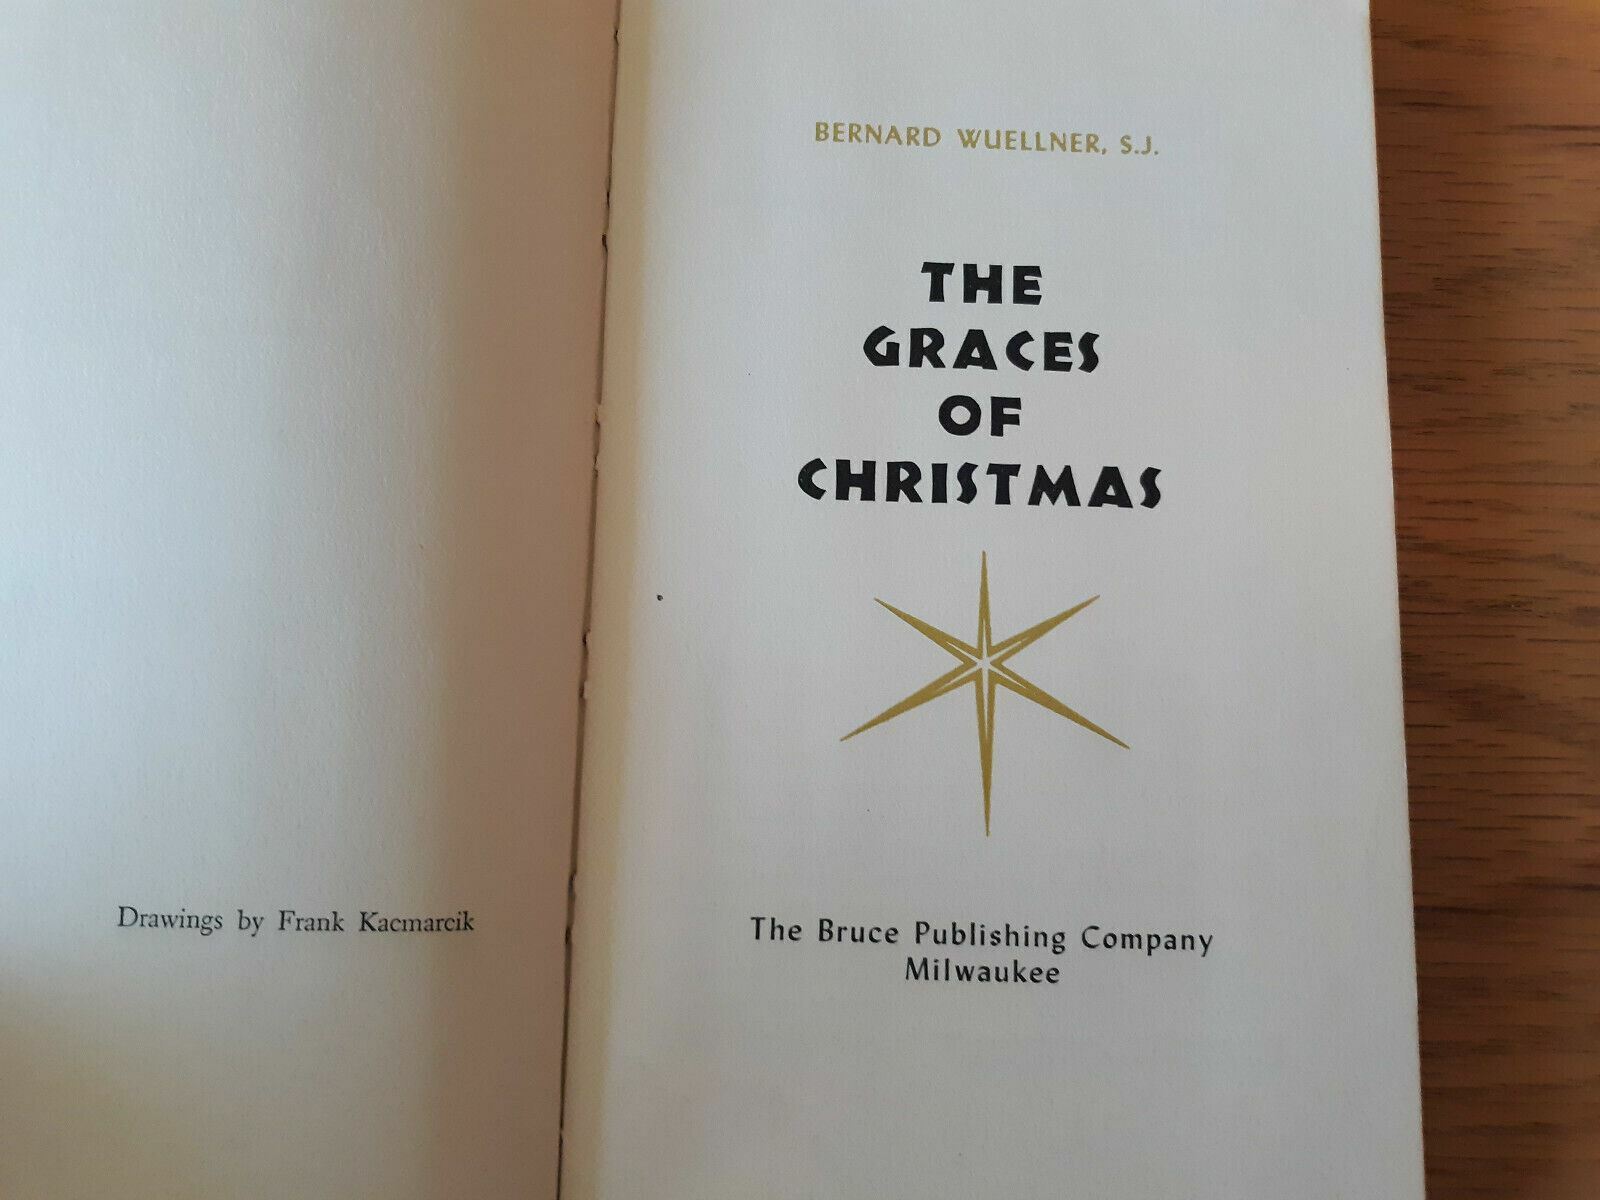 Drawings by Frank Kacmarcik
BERNARD WUELLNER, S.J.
THE
GRACES
OF
CHRISTMAS
The Bruce Publishing Company
Milwaukee